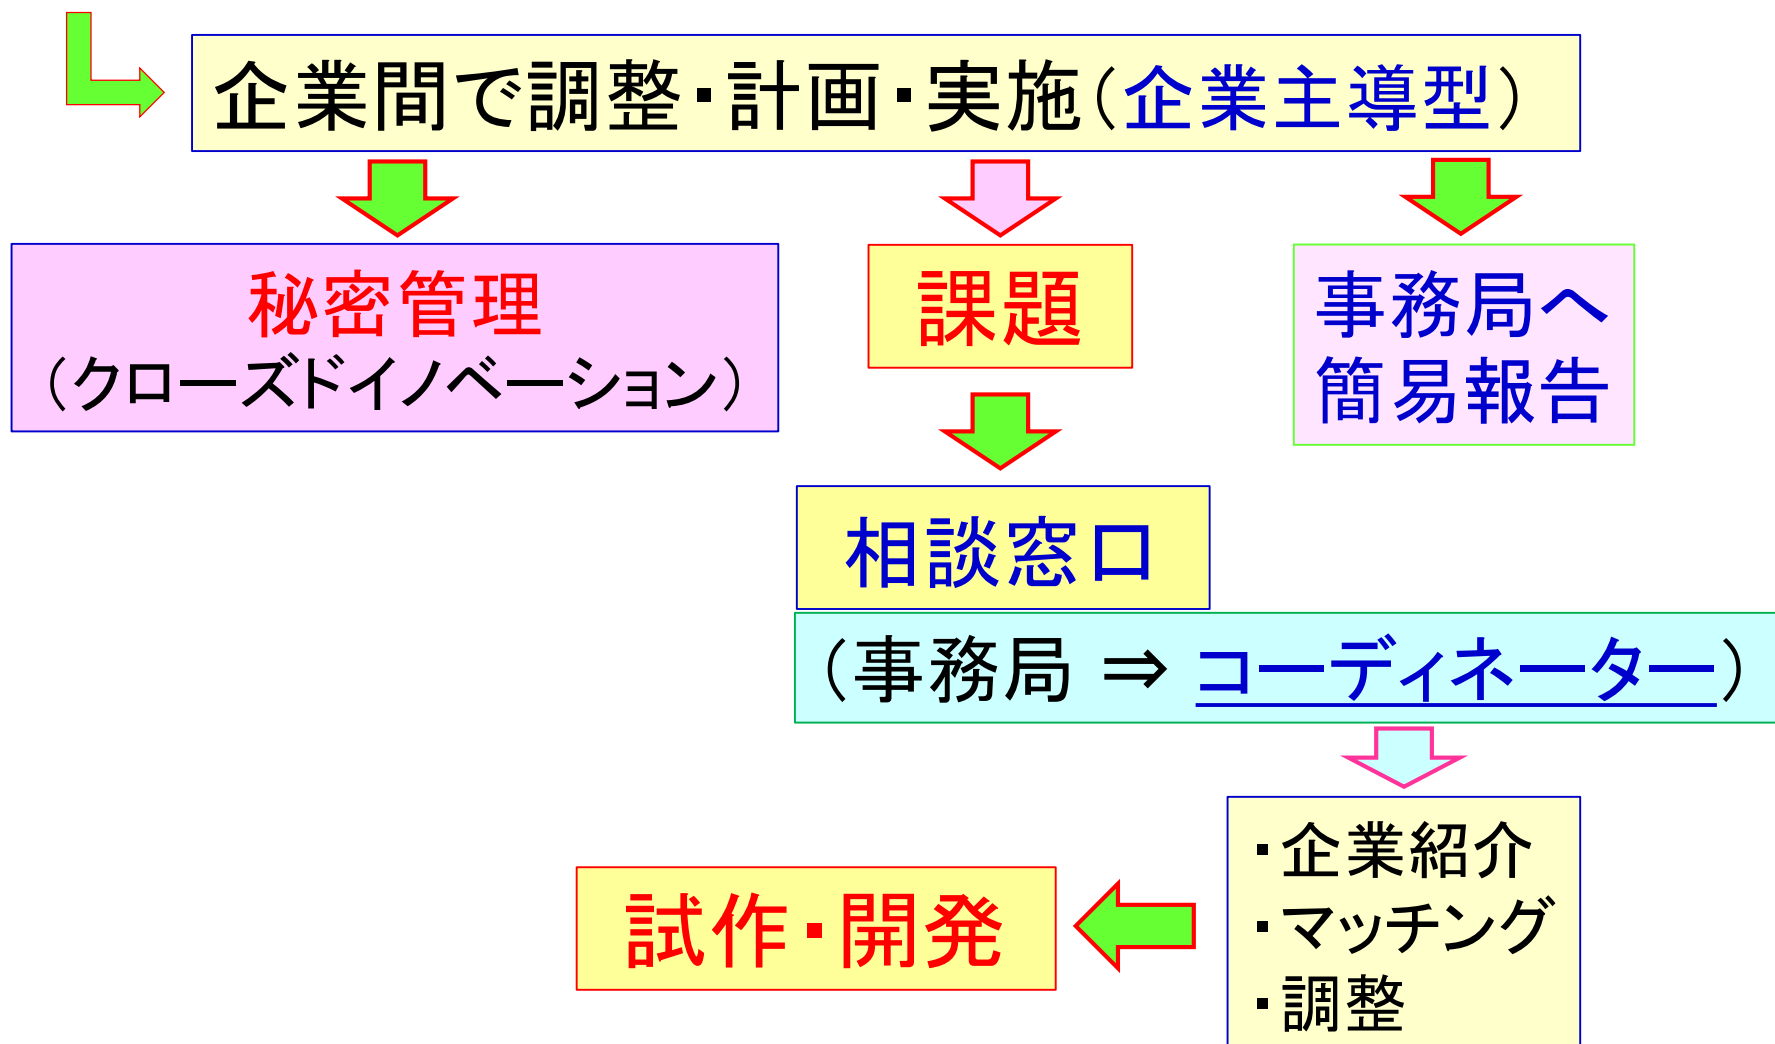 企業間で調整・計画・実施（企業主導型）
秘密管理
（クローズドイノベーション）
課題
事務局へ
簡易報告
相談窓口
（事務局 ⇒ コーディネーター）
・企業紹介
・マッチング
・調整
試作・開発